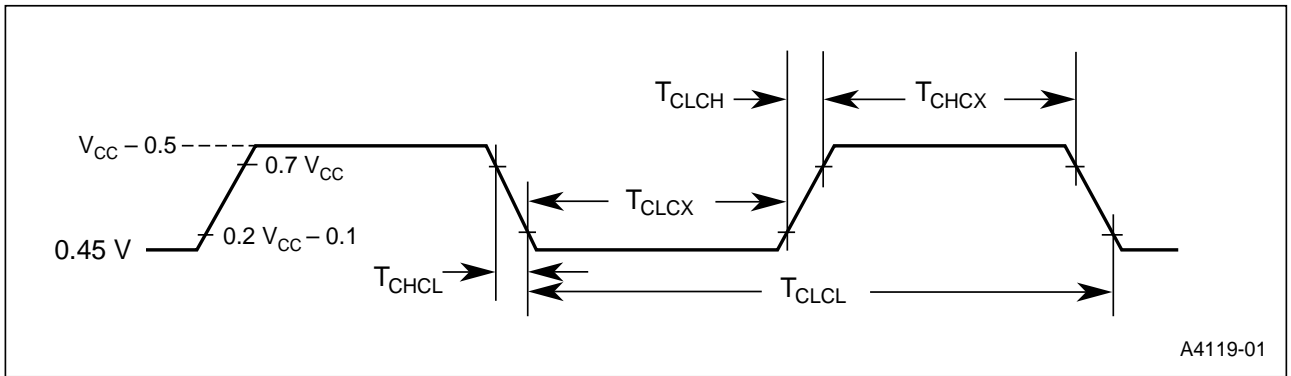 T_CLCH
T_CHCX
V_CC – 0.5
0.7 V_CC
T_CLCX
0.2 V_CC – 0.1
0.45 V
T_CHCL
T_CLCL
A4119-01